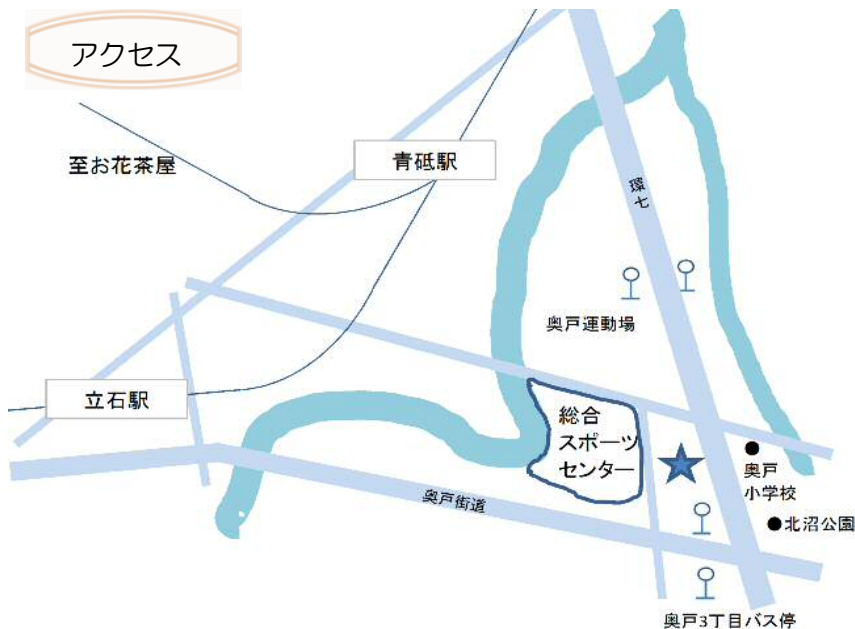 アクセス
至お花茶屋
青砥駅
環七
奥戸運動場
立石駅
総合
スポーツ
センター
奥戸
小学校
奥戸街道
北沼公園
奥戸3丁目バス停